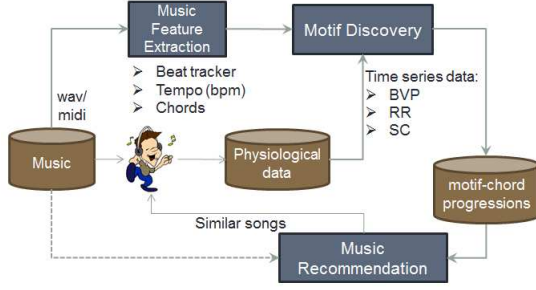 Music
Feature
Extraction
Motif Discovery
➢ Beat tracker
➢ Tempo (bpm)
➢ Chords
Time series data:
➢ BVP
➢ RR
➢ SC
wav/
midi
Music
Physiological
data
motif-chord
progressions
Similar songs
Music
Recommendation